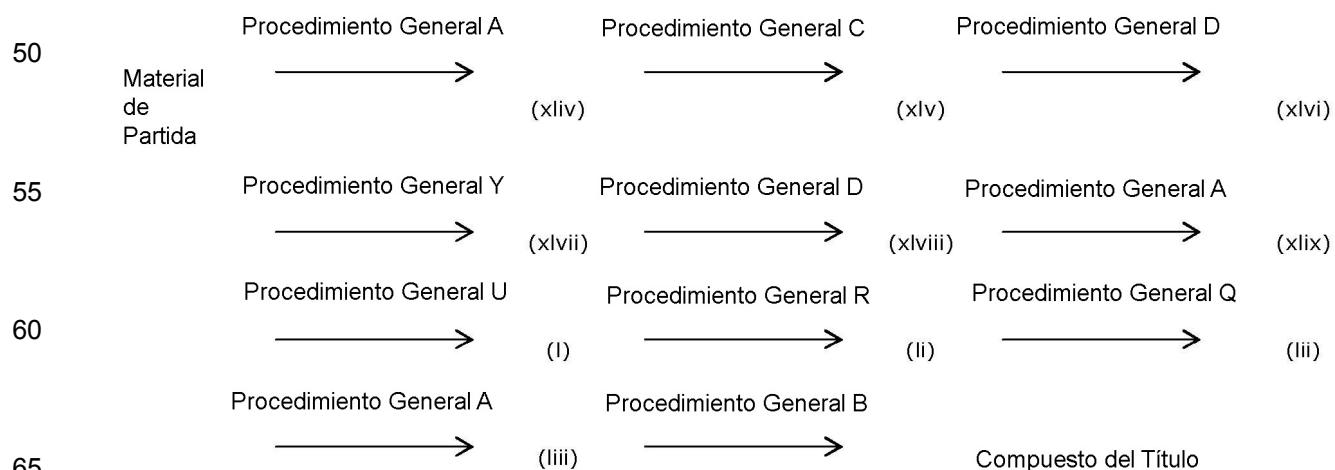 Procedimiento General A Procedimiento General C Procedimiento General D
50
Material
de
Partida
(xliv) (xlv) (xlvi)
55
Procedimiento General Y Procedimiento General D Procedimiento General A
(xlvii) (xlviii) (xlix)
Procedimiento General U Procedimiento General R Procedimiento General Q
60
(l) (li) (lii)
Procedimiento General A Procedimiento General B
65
(liii) Compuesto del Título